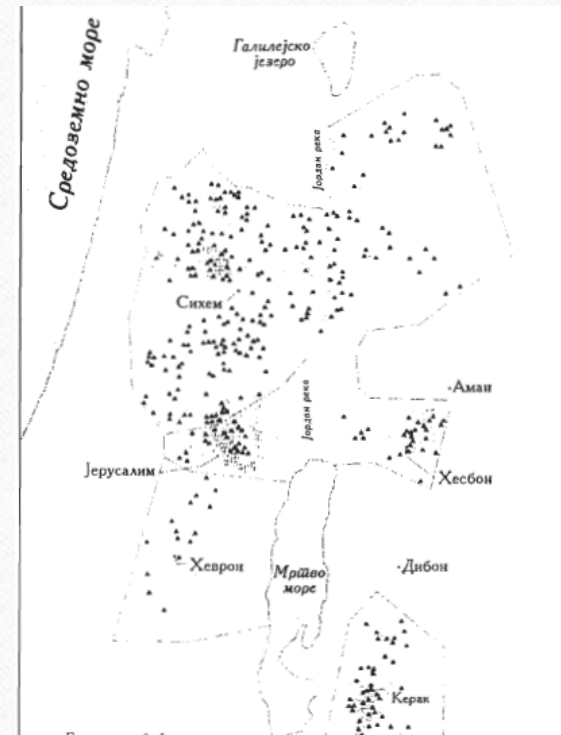 Средоземно море
Галилејско
језеро
Јордан река
Сихем
Аман
Јордан река
Јерусалим
Хесбон
Хеврон
Мртво
море
Дибон
Керак